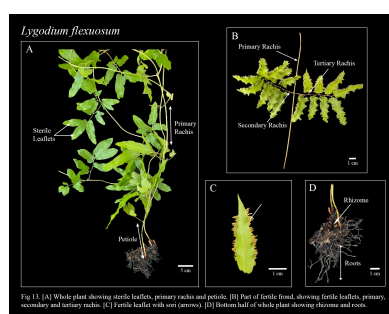 Lygodium flexuosum
A
Sterile
Leaflets
Primary
Rachis
Petiole
5 cm
B
Primary Rachis
Tertiary Rachis
Secondary Rachis
1 cm
C
1 cm
D
Rhizome
Roots
1 cm
Fig 13. [A] Whole plant showing sterile leaflets, primary rachis and petiole. [B] Part of fertile frond, showing fertile leaflets, primary,
secondary and tertiary rachis. [C] Fertile leaflet with sori (arrows). [D] Bottom half of whole plant showing rhizome and roots.